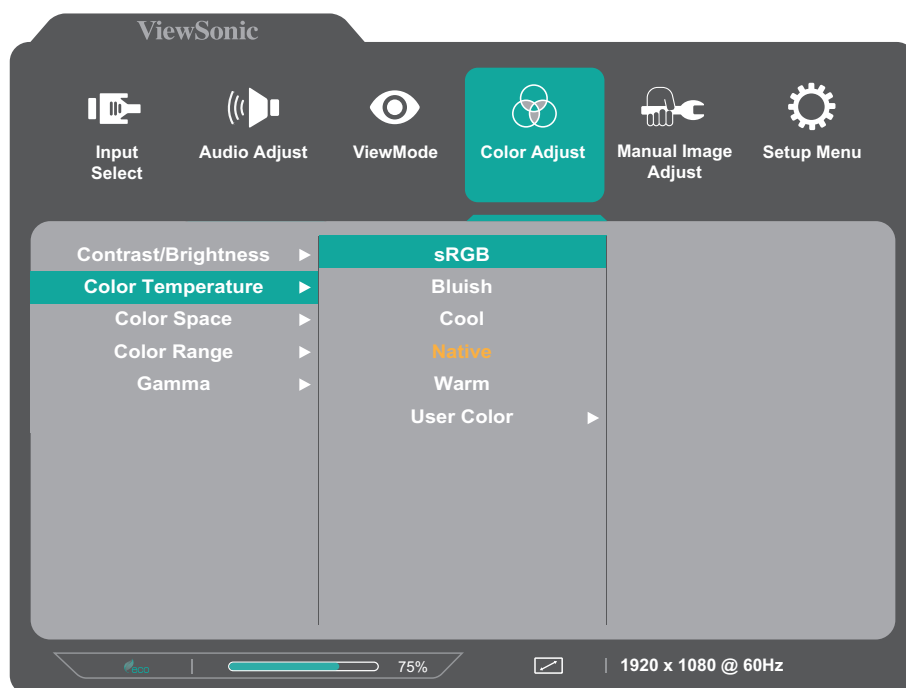 ViewSonic
Input Select
Audio Adjust
ViewMode
Color Adjust
Manual Image Adjust
Setup Menu
Contrast/Brightness
Color Temperature
Color Space
Color Range
Gamma
sRGB
Bluish
Cool
Native
Warm
User Color
ECO
75%
1920 x 1080 @ 60Hz